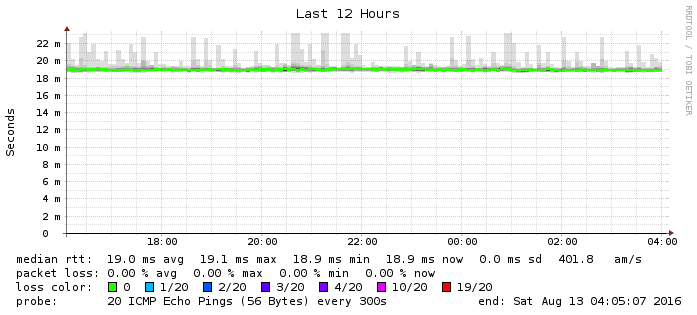 Last 12 Hours
RRDTOOL / TOBI OETIKER
Seconds
22 m
20 m
18 m
16 m
14 m
12 m
10 m
8 m
6 m
4 m
2 m
0
18:00 20:00 22:00 00:00 02:00 04:00
median rtt: 19.0 ms avg 19.1 ms max 18.9 ms min 18.9 ms now 0.0 ms sd 401.8 am/s
packet loss: 0.00 % avg 0.00 % max 0.00 % min 0.00 % now
loss color: 0 1/20 2/20 3/20 4/20 10/20 19/20
probe: 20 ICMP Echo Pings (56 Bytes) every 300s end: Sat Aug 13 04:05:07 2016